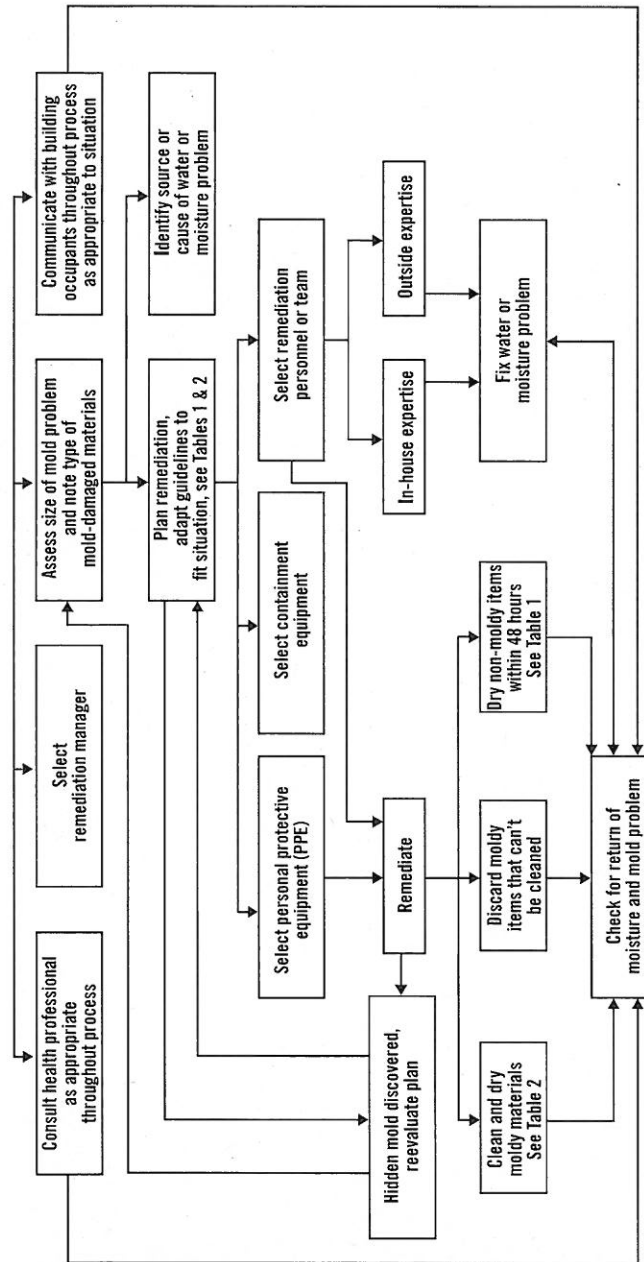 Consult health professional
as appropriate
throughout process
Select
remediation manager
Assess size of mold problem
and note type of
mold-damaged materials
Communicate with building
occupants throughout process
as appropriate to situation
Plan remediation,
adapt guidelines to
fit situation, see Tables 1 & 2
Identify source or
cause of water or
moisture problem
Select personal protective
equipment (PPE)
Select containment
equipment
Select remediation
personnel or team
Hidden mold discovered,
reevaluate plan
Remediate
In-house expertise
Outside expertise
Clean and dry
moldy materials
See Table 2
Discard moldy
items that can't
be cleaned
Dry non-moldy items
within 48 hours
See Table 1
Fix water or
moisture problem
Check for return of
moisture and mold problem